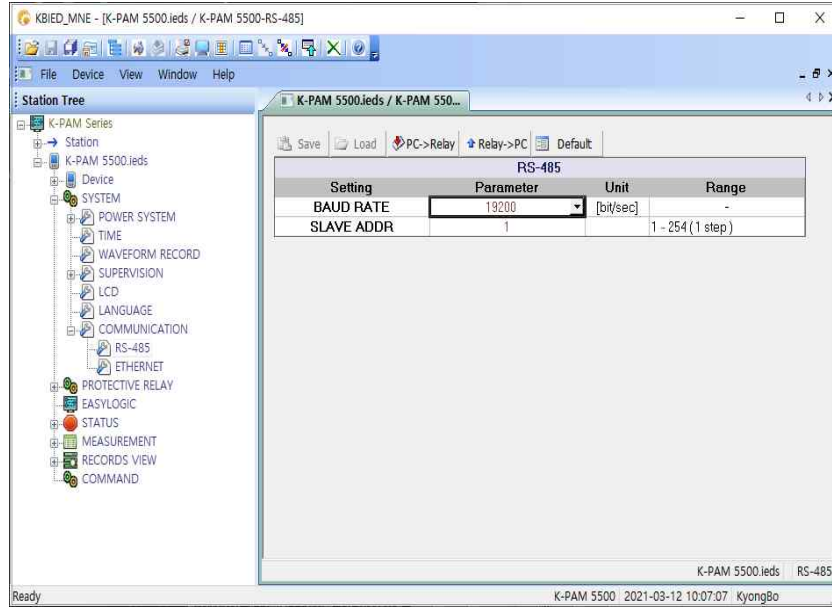 KBIED_MNE - [K-PAM 5500.ieds / K-PAM 5500-RS-485]
File Device View Window Help
Station Tree
K-PAM Series
Station
K-PAM 5500.ieds
Device
SYSTEM
POWER SYSTEM
TIME
WAVEFORM RECORD
SUPERVISION
LCD
LANGUAGE
COMMUNICATION
RS-485
ETHERNET
PROTECTIVE RELAY
EASYLOGIC
STATUS
MEASUREMENT
RECORDS VIEW
COMMAND
K-PAM 5500.ieds / K-PAM 550...
Save Load PC->Relay Relay->PC Default
RS-485
Setting Parameter Unit Range
BAUD RATE 19200 [bit/sec] -
SLAVE ADDR 1 1 - 254 ( 1 step )
K-PAM 5500.ieds RS-485
Ready K-PAM 5500 2021-03-12 10:07:07 KyongBo